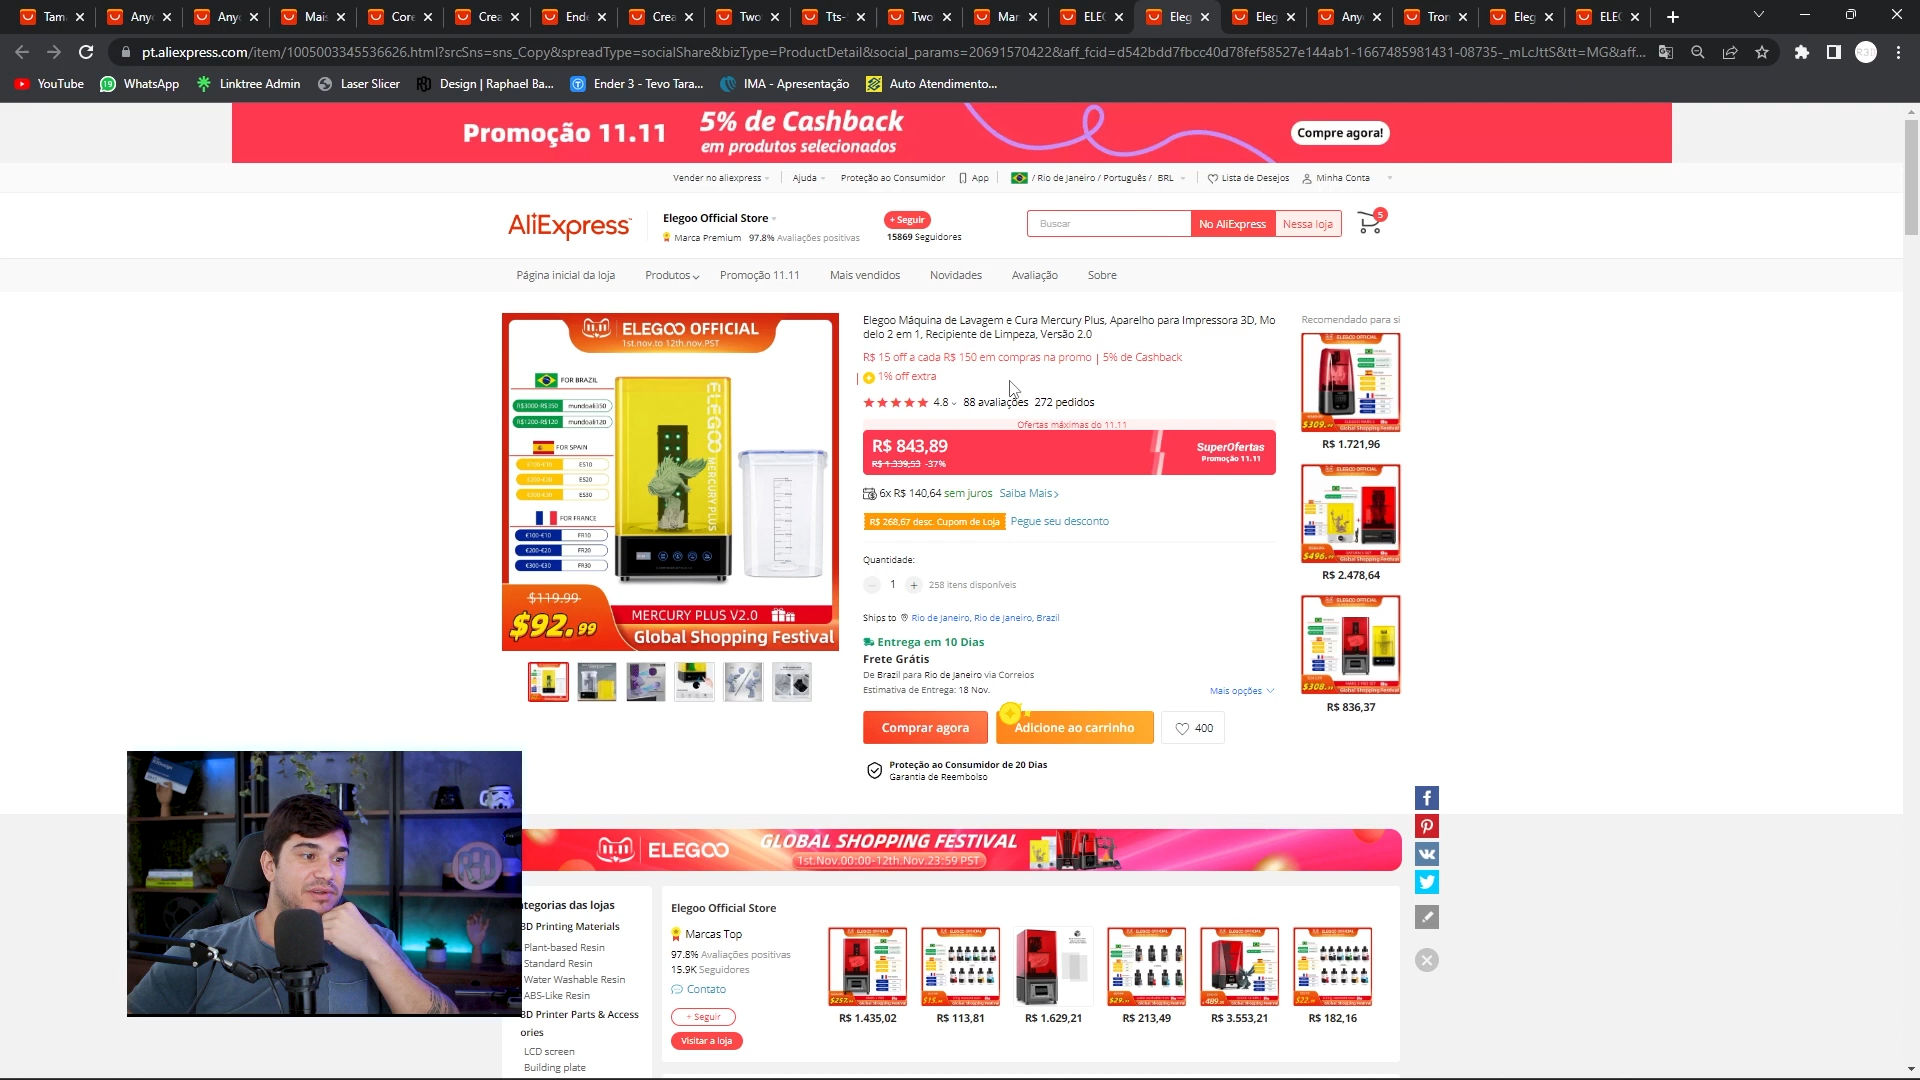 Tam
Any
Any
Mais
Core
Crea
Ende
Crea
Two
Tts-
Two
Mar
ELEG
Eleg
Eleg
Any
Tron
Eleg
ELEG
pt.aliexpress.com/item/1005003345536626.html?srcSns=sns_Copy&spreadType=socialShare&bizType=ProductDetail&social_params=20691570422&aff_fcid=d542bdd7fbcc40d78fef58527e144ab1-1667485981431-08735-_mLcJttS&tt=MG&aff...
YouTube
WhatsApp
Linktree Admin
Laser Slicer
Design | Raphael Ba...
Ender 3 - Tevo Tara...
IMA - Apresentação
Auto Atendimento...
Promoção 11.11
5% de Cashback
em produtos selecionados
Compre agora!
Vender no aliexpress
Ajuda
Proteção ao Consumidor
App
/ Rio de Janeiro / Português / BRL
Lista de Desejos
Minha Conta
AliExpress
Elegoo Official Store
Marca Premium 97.8% Avaliações positivas
+ Seguir
15869 Seguidores
Buscar
No AliExpress
Nessa loja
5
Página inicial da loja
Produtos
Promoção 11.11
Mais vendidos
Novidades
Avaliação
Sobre
11.11 ELEGOO OFFICIAL
1st.nov.to 12th.nov.PST
FOR BRAZIL
R$3000-R$350 mundoali350
R$1200-R$120 mundoali120
FOR SPAIN
ES10
ES20
ES30
FOR FRANCE
€100-€10 FR10
€200-€20 FR20
€300-€30 FR30
ELEGOO MERCURY PLUS
$119.99
$92.99
MERCURY PLUS V2.0
Global Shopping Festival
Elegoo Máquina de Lavagem e Cura Mercury Plus, Aparelho para Impressora 3D, Mo
delo 2 em 1, Recipiente de Limpeza, Versão 2.0
R$ 15 off a cada R$ 150 em compras na promo | 5% de Cashback
| 1% off extra
4.8 88 avaliações 272 pedidos
Ofertas máximas do 11.11
R$ 843,89
R$ 1.339,53 -37%
SuperOfertas
Promoção 11.11
6x R$ 140,64 sem juros Saiba Mais
R$ 268,67 desc. Cupom de Loja Pegue seu desconto
Quantidade:
1
258 itens disponíveis
Ships to Rio de Janeiro, Rio de Janeiro, Brazil
Entrega em 10 Dias
Frete Grátis
De Brazil para Rio de Janeiro via Correios
Estimativa de Entrega: 18 Nov.
Mais opções
Comprar agora
Adicione ao carrinho
400
Proteção ao Consumidor de 20 Dias
Garantia de Reembolso
Recomendado para si
R$ 1.721,96
R$ 2.478,64
R$ 836,37
11.11 ELEGOO
GLOBAL SHOPPING FESTIVAL
1st.Nov.00:00-12th.Nov.23:59 PST
ategorias das lojas
3D Printing Materials
Plant-based Resin
Standard Resin
Water Washable Resin
ABS-Like Resin
3D Printer Parts & Access
ories
LCD screen
Building plate
Elegoo Official Store
Marcas Top
97.8% Avaliações positivas
15.9K Seguidores
Contato
+ Seguir
Visitar a loja
R$ 1.435,02
R$ 113,81
R$ 1.629,21
R$ 213,49
R$ 3.553,21
R$ 182,16